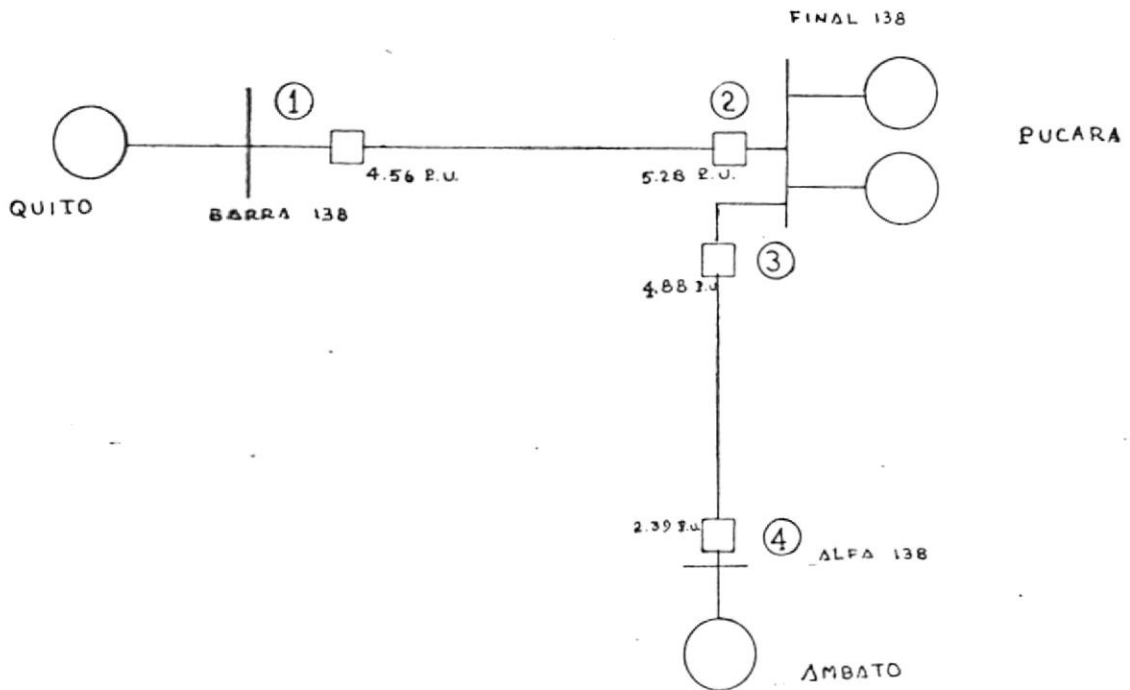 FINAL 138
①
②
PUCARA
4.56 P.U.
5.28 P.U.
QUITO
BARRA 138
③
4.88 P.U
2.39 P.U
④
ALFA 138
AMBATO